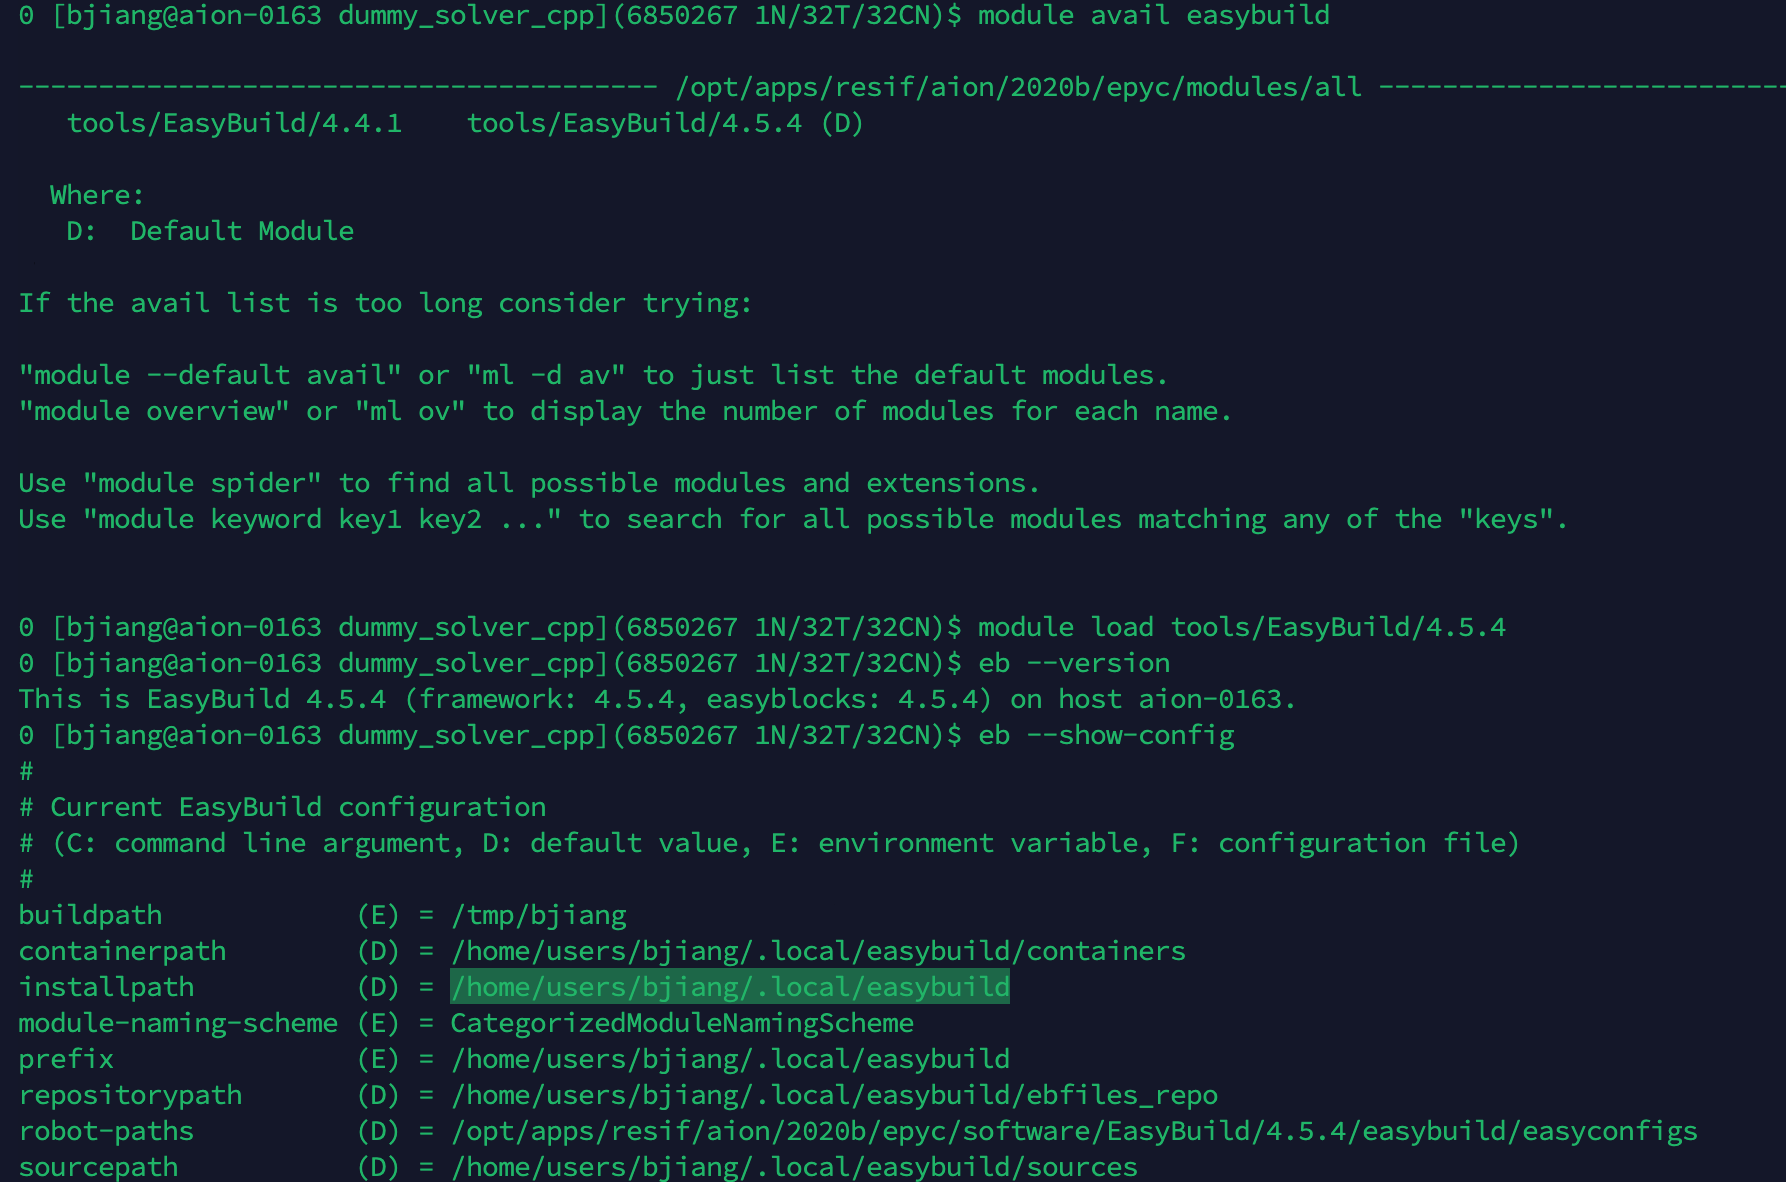 0 [bjiang@aion-0163 dummy_solver_cpp](6850267 1N/32T/32CN)$ module avail easybuild
---------------------------------------- /opt/apps/resif/aion/2020b/epyc/modules/all --------------------------
tools/EasyBuild/4.4.1    tools/EasyBuild/4.5.4 (D)
Where:
D:  Default Module
If the avail list is too long consider trying:
"module --default avail" or "ml -d av" to just list the default modules.
"module overview" or "ml ov" to display the number of modules for each name.
Use "module spider" to find all possible modules and extensions.
Use "module keyword key1 key2 ..." to search for all possible modules matching any of the "keys".
0 [bjiang@aion-0163 dummy_solver_cpp](6850267 1N/32T/32CN)$ module load tools/EasyBuild/4.5.4
0 [bjiang@aion-0163 dummy_solver_cpp](6850267 1N/32T/32CN)$ eb --version
This is EasyBuild 4.5.4 (framework: 4.5.4, easyblocks: 4.5.4) on host aion-0163.
0 [bjiang@aion-0163 dummy_solver_cpp](6850267 1N/32T/32CN)$ eb --show-config
#
# Current EasyBuild configuration
# (C: command line argument, D: default value, E: environment variable, F: configuration file)
#
buildpath            (E) = /tmp/bjiang
containerpath        (D) = /home/users/bjiang/.local/easybuild/containers
installpath          (D) = /home/users/bjiang/.local/easybuild
module-naming-scheme (E) = CategorizedModuleNamingScheme
prefix               (E) = /home/users/bjiang/.local/easybuild
repositorypath       (D) = /home/users/bjiang/.local/easybuild/ebfiles_repo
robot-paths          (D) = /opt/apps/resif/aion/2020b/epyc/software/EasyBuild/4.5.4/easybuild/easyconfigs
sourcepath           (D) = /home/users/bjiang/.local/easybuild/sources